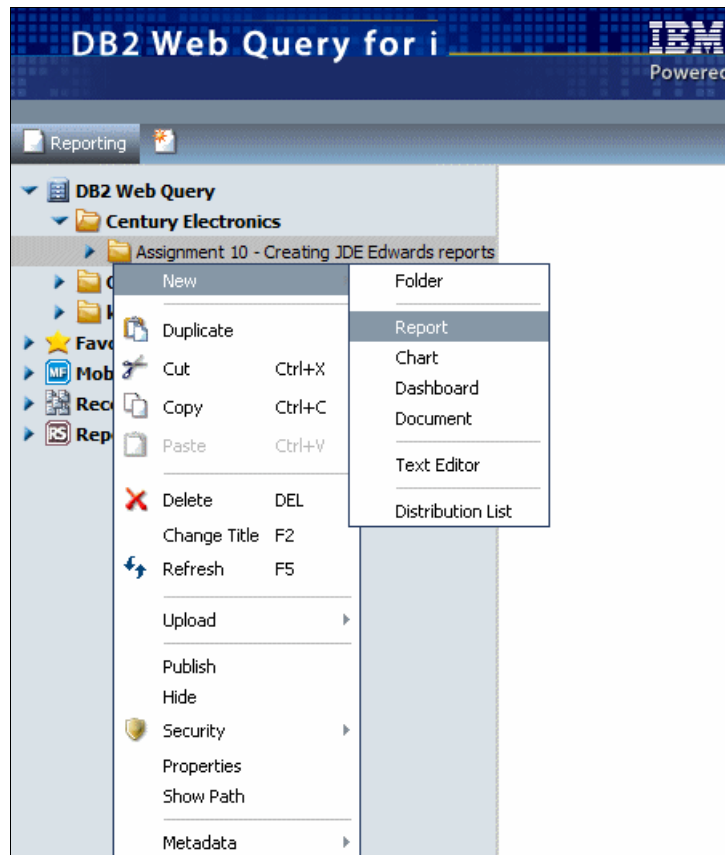 DB2 Web Query for i
IBM
Powered
Reporting
DB2 Web Query
Century Electronics
Assignment 10 - Creating JDE Edwards reports
New
Folder
Report
Chart
Dashboard
Document
Text Editor
Distribution List
Duplicate
Cut Ctrl+X
Copy Ctrl+C
Paste Ctrl+V
Delete DEL
Change Title F2
Refresh F5
Upload
Publish
Hide
Security
Properties
Show Path
Metadata
MF
RS